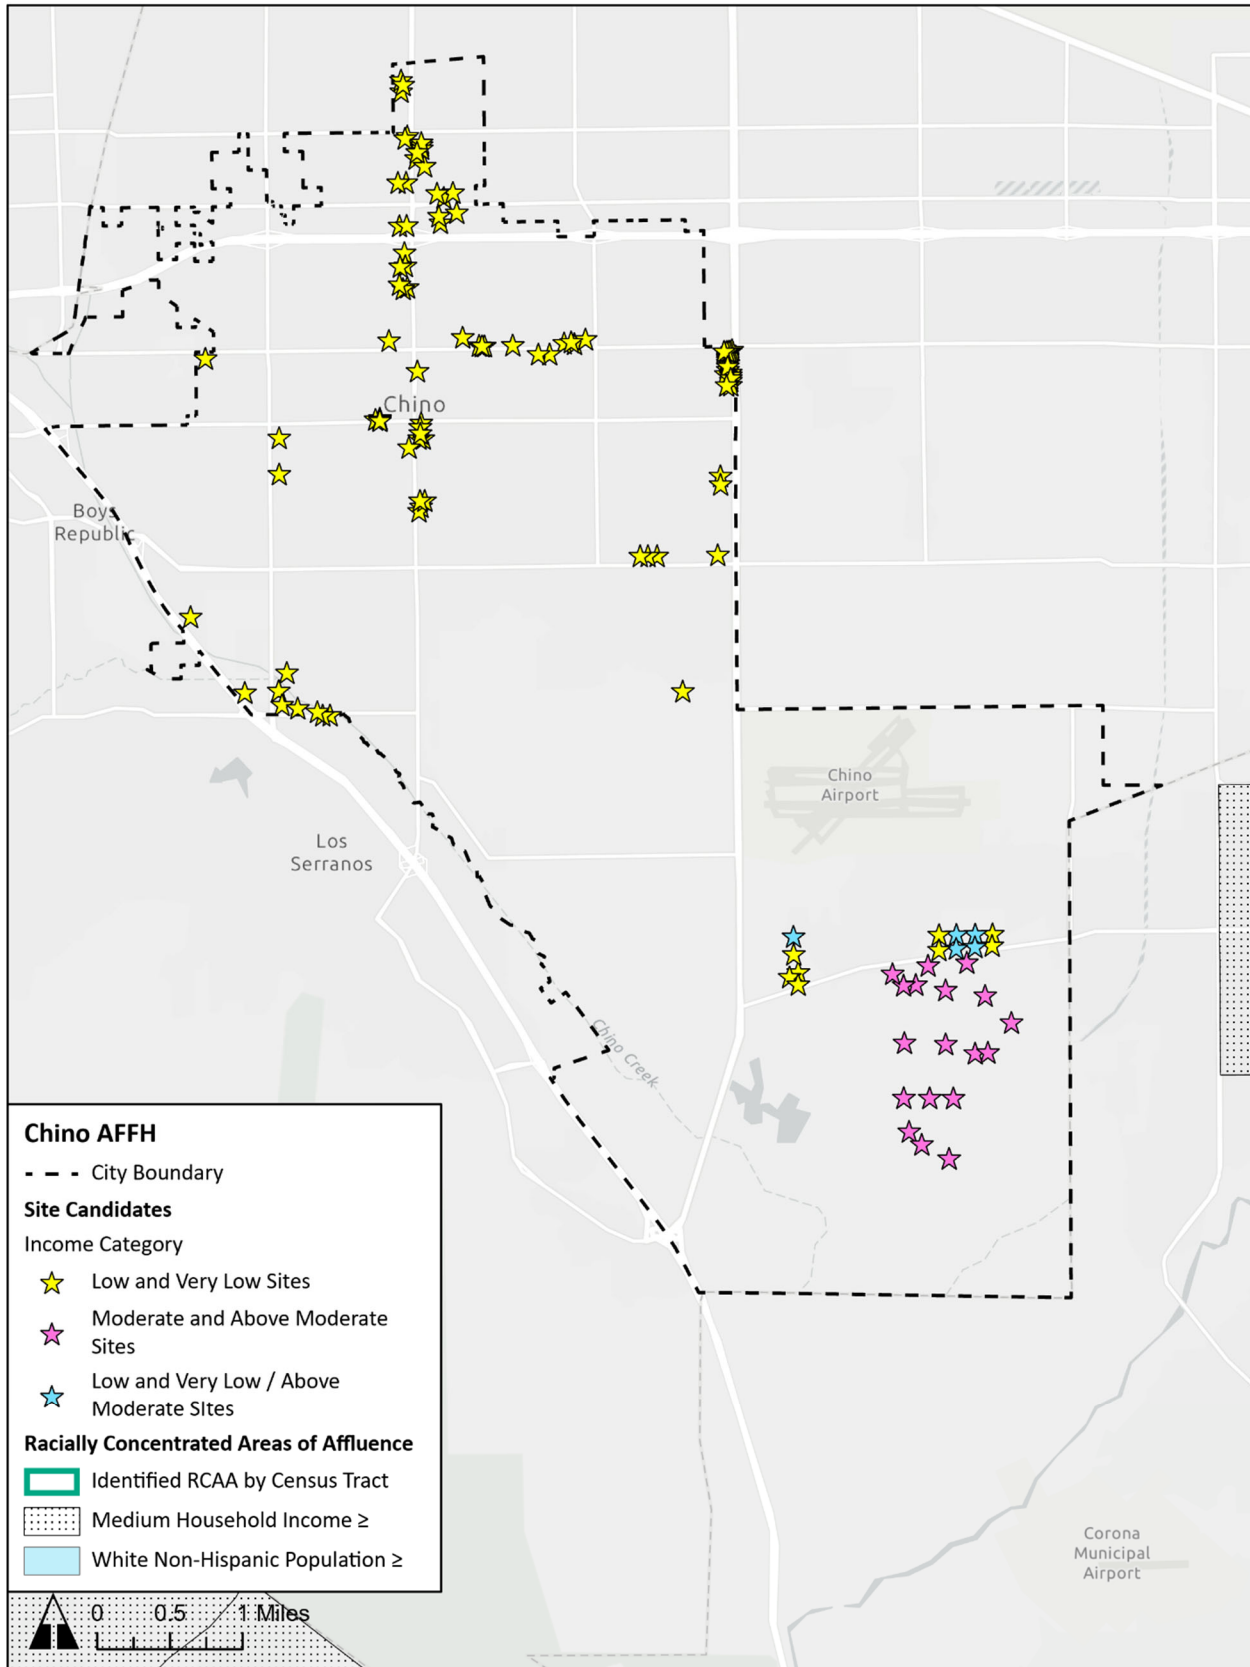 Chino
Boys
Republic
Chino
Airport
Los
Serranos
Chino Creek
Chino AFFH
City Boundary
Site Candidates
Income Category
Low and Very Low Sites
Moderate and Above Moderate
Sites
Low and Very Low / Above
Moderate SItes
Racially Concentrated Areas of Affluence
Identified RCAA by Census Tract
Medium Household Income ≥
White Non-Hispanic Population ≥
Corona
Municipal
Airport
0 0.5 1 Miles
N